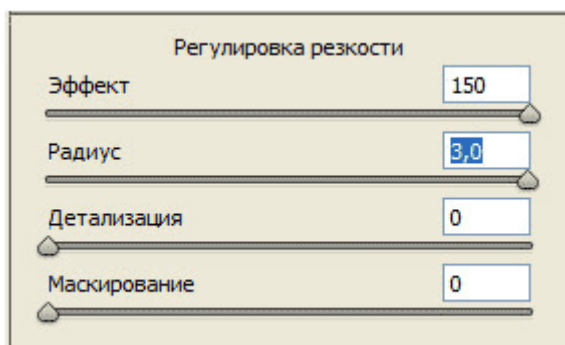 Регулировка резкости
Эффект 150
Радиус 3,0
Детализация 0
Маскирование 0